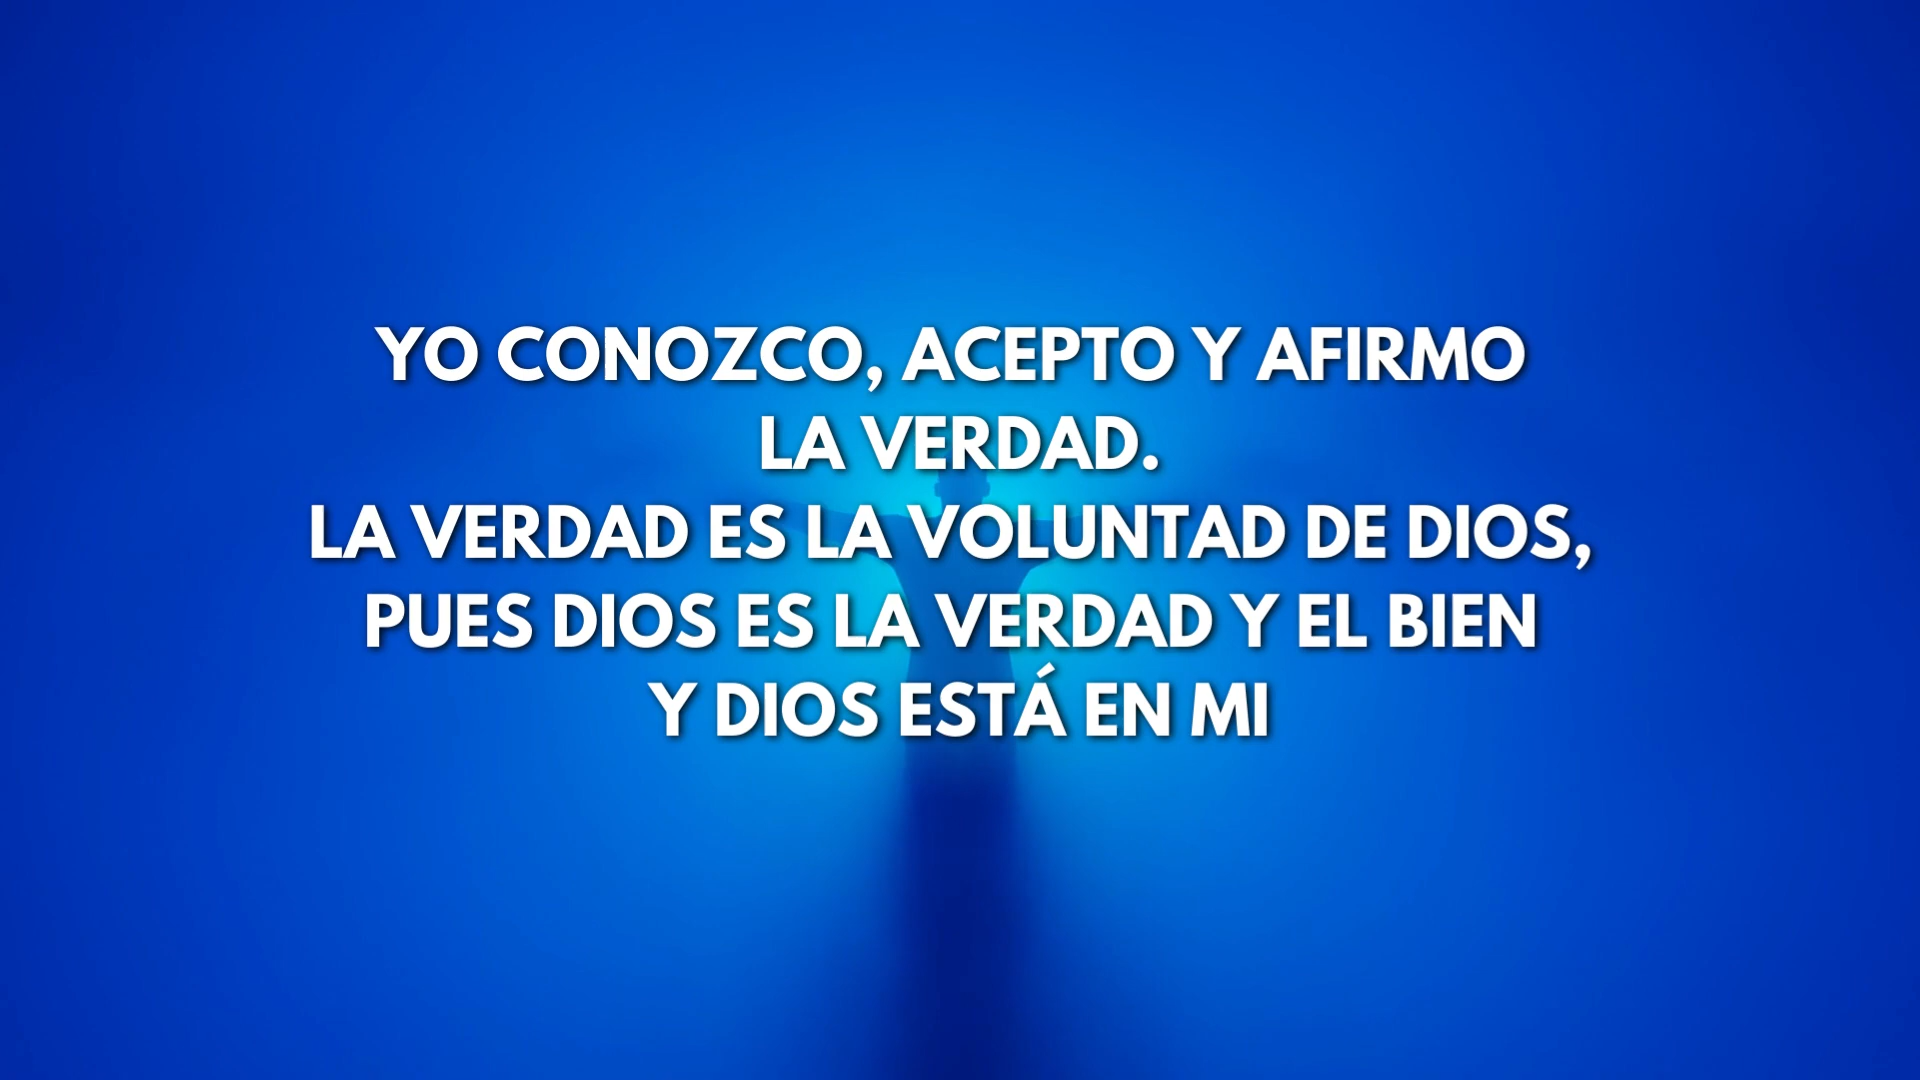 YO CONOZCO, ACEPTO Y AFIRMO
LA VERDAD.
LA VERDAD ES LA VOLUNTAD DE DIOS,
PUES DIOS ES LA VERDAD Y EL BIEN
Y DIOS ESTÁ EN MI